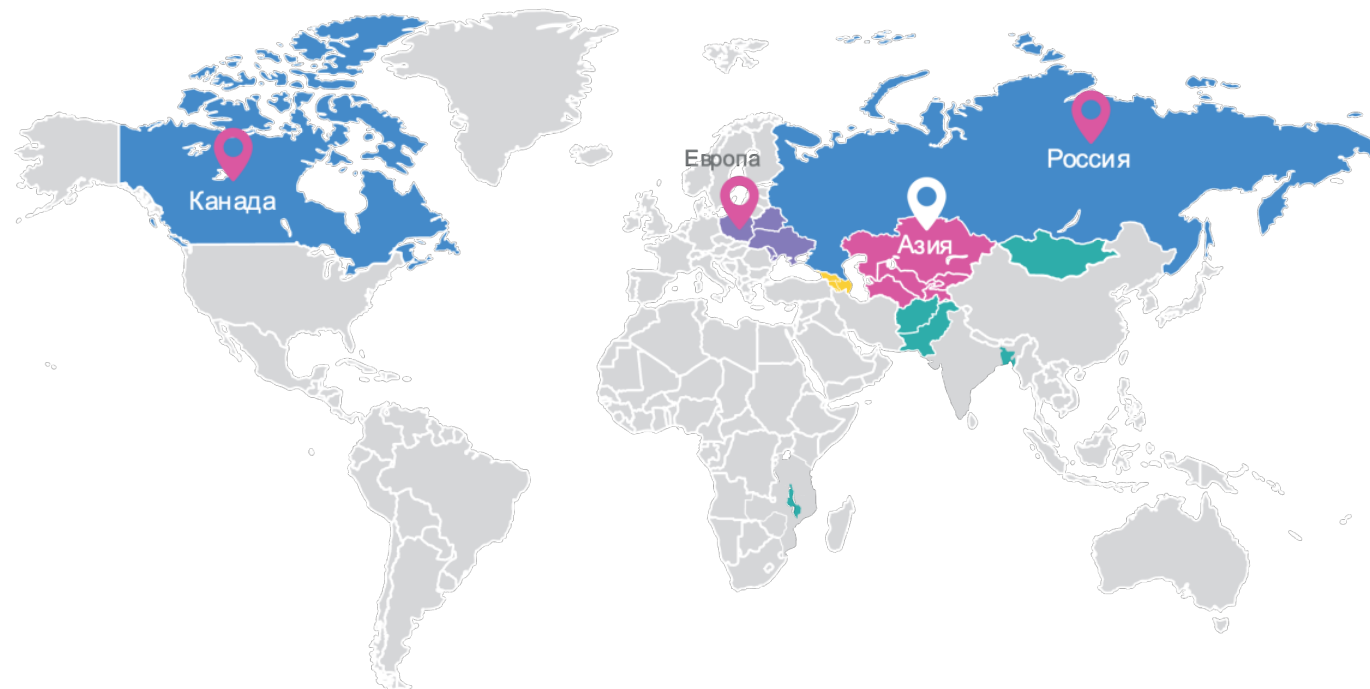 Европа
Россия
Канада
Азия